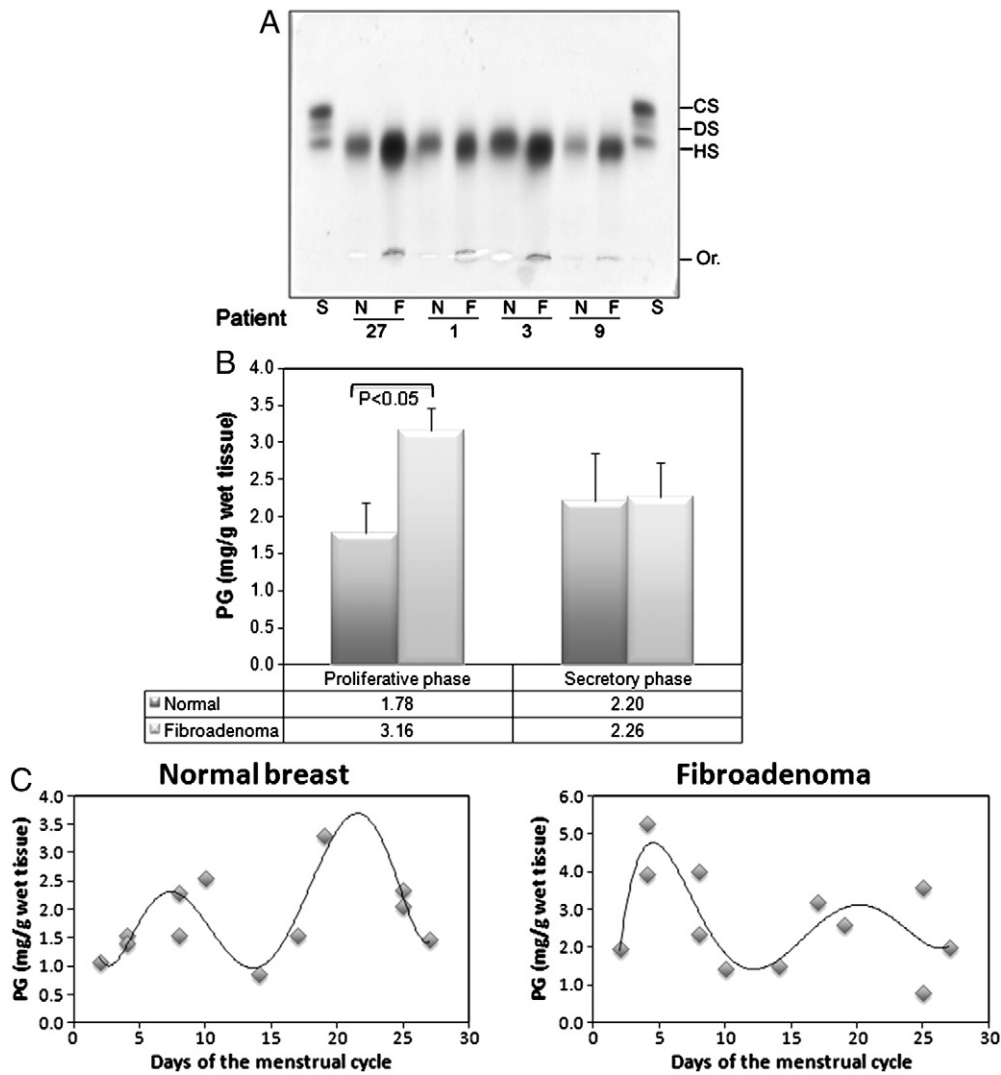 A
CS
DS
HS
Or.
S N F N F N F N F S
Patient 27 1 3 9
B
PG (mg/g wet tissue)
4.0
3.5
3.0
2.5
2.0
1.5
1.0
0.5
0.0
P<0.05
Proliferative phase Secretory phase
Normal 1.78 2.20
Fibroadenoma 3.16 2.26
C
Normal breast
PG (mg/g wet tissue)
4.0
3.5
3.0
2.5
2.0
1.5
1.0
0.5
0.0
0 5 10 15 20 25 30
Days of the menstrual cycle
Fibroadenoma
PG (mg/g wet tissue)
6.0
5.0
4.0
3.0
2.0
1.0
0.0
0 5 10 15 20 25 30
Days of the menstrual cycle